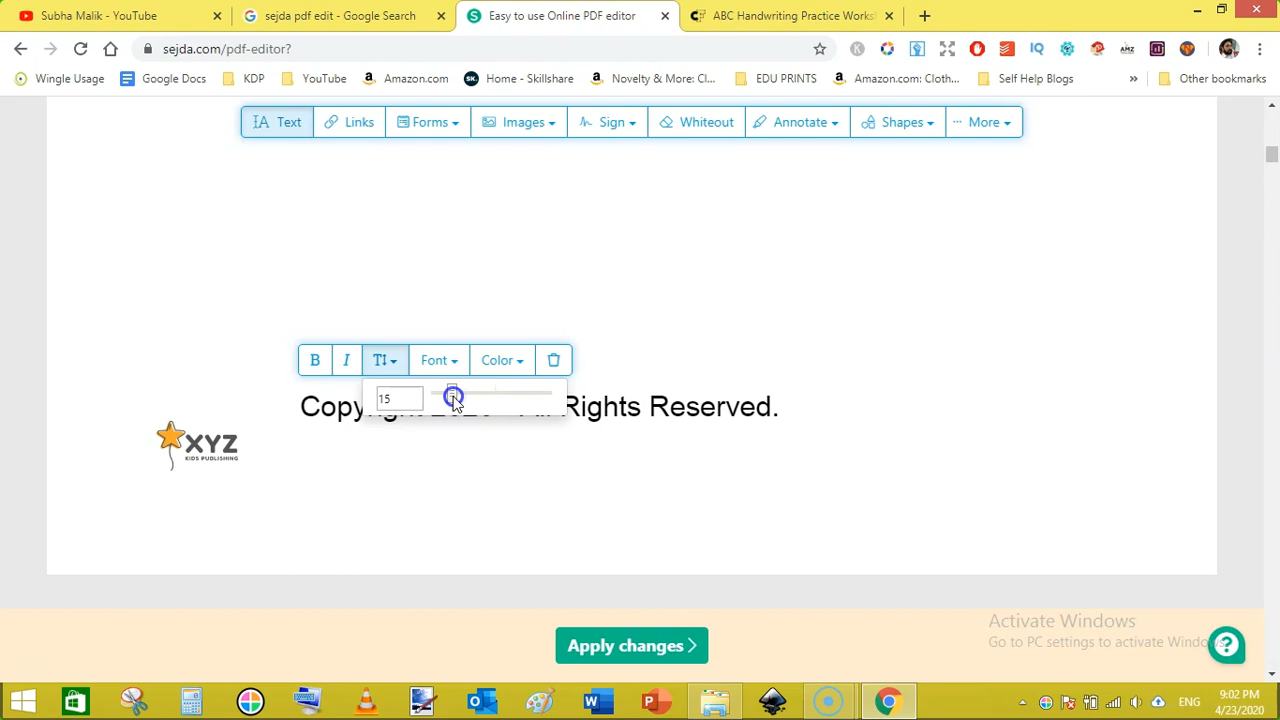 Subha Malik - YouTube × sejda pdf edit - Google Search × Easy to use Online PDF editor × ABC Handwriting Practice Works ×
sejda.com/pdf-editor?
Wingle Usage Google Docs KDP YouTube Amazon.com Home - Skillshare Novelty & More: Cl... EDU PRINTS Amazon.com: Cloth... Self Help Blogs » Other bookmarks
Text Links Forms Images Sign Whiteout Annotate Shapes More
B I T Font Color
15
Rights Reserved.
XYZ
KIDS PUBLISHING
Apply changes
Activate Windows
Go to PC settings to activate Windows.
ENG 9:02 PM
4/23/2020